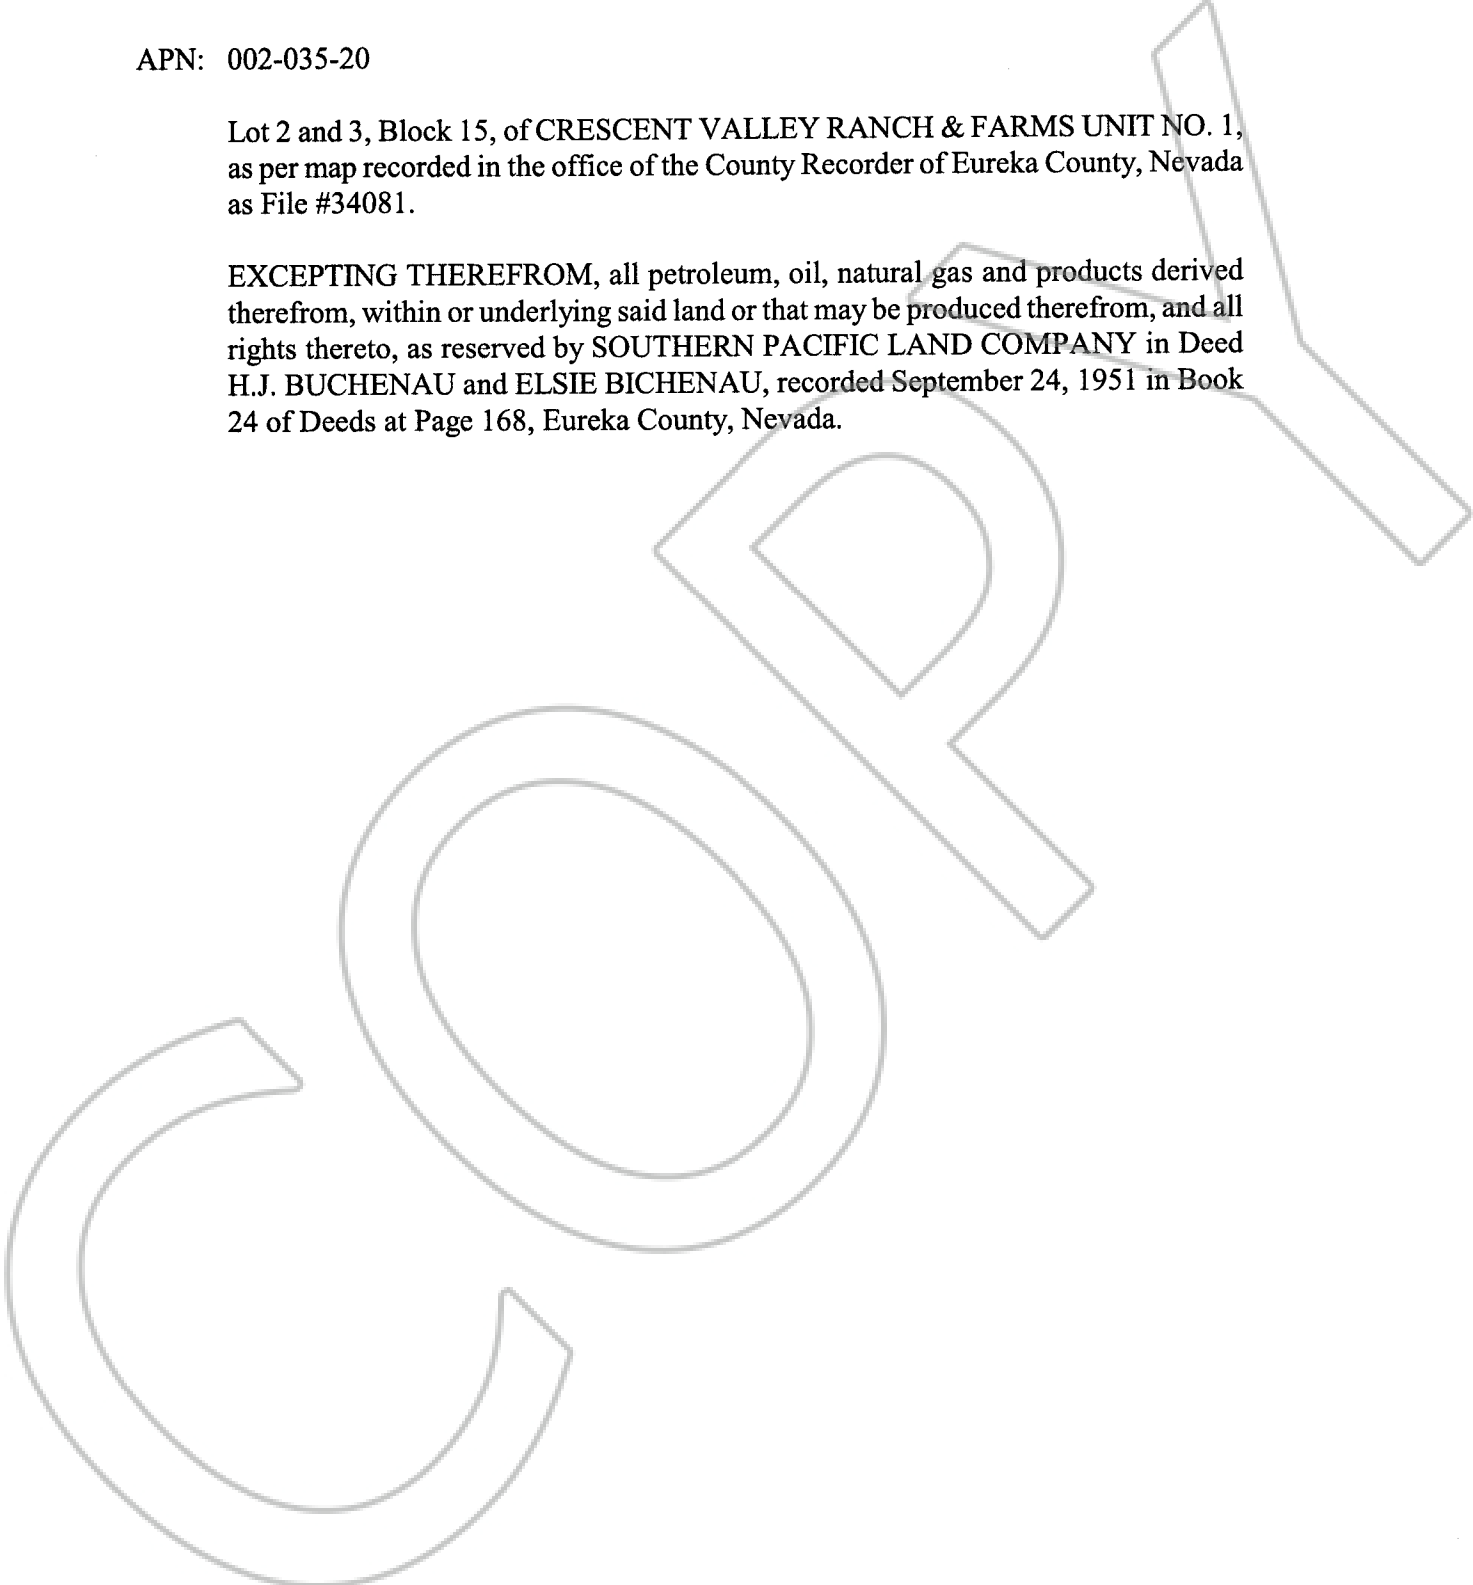 APN: 002-035-20
Lot 2 and 3, Block 15, of CRESCENT VALLEY RANCH & FARMS UNIT NO. 1,
as per map recorded in the office of the County Recorder of Eureka County, Nevada
as File #34081.
EXCEPTING THEREFROM, all petroleum, oil, natural gas and products derived
therefrom, within or underlying said land or that may be produced therefrom, and all
rights thereto, as reserved by SOUTHERN PACIFIC LAND COMPANY in Deed
H.J. BUCHENAU and ELSIE BICHENAU, recorded September 24, 1951 in Book
24 of Deeds at Page 168, Eureka County, Nevada.
COPY